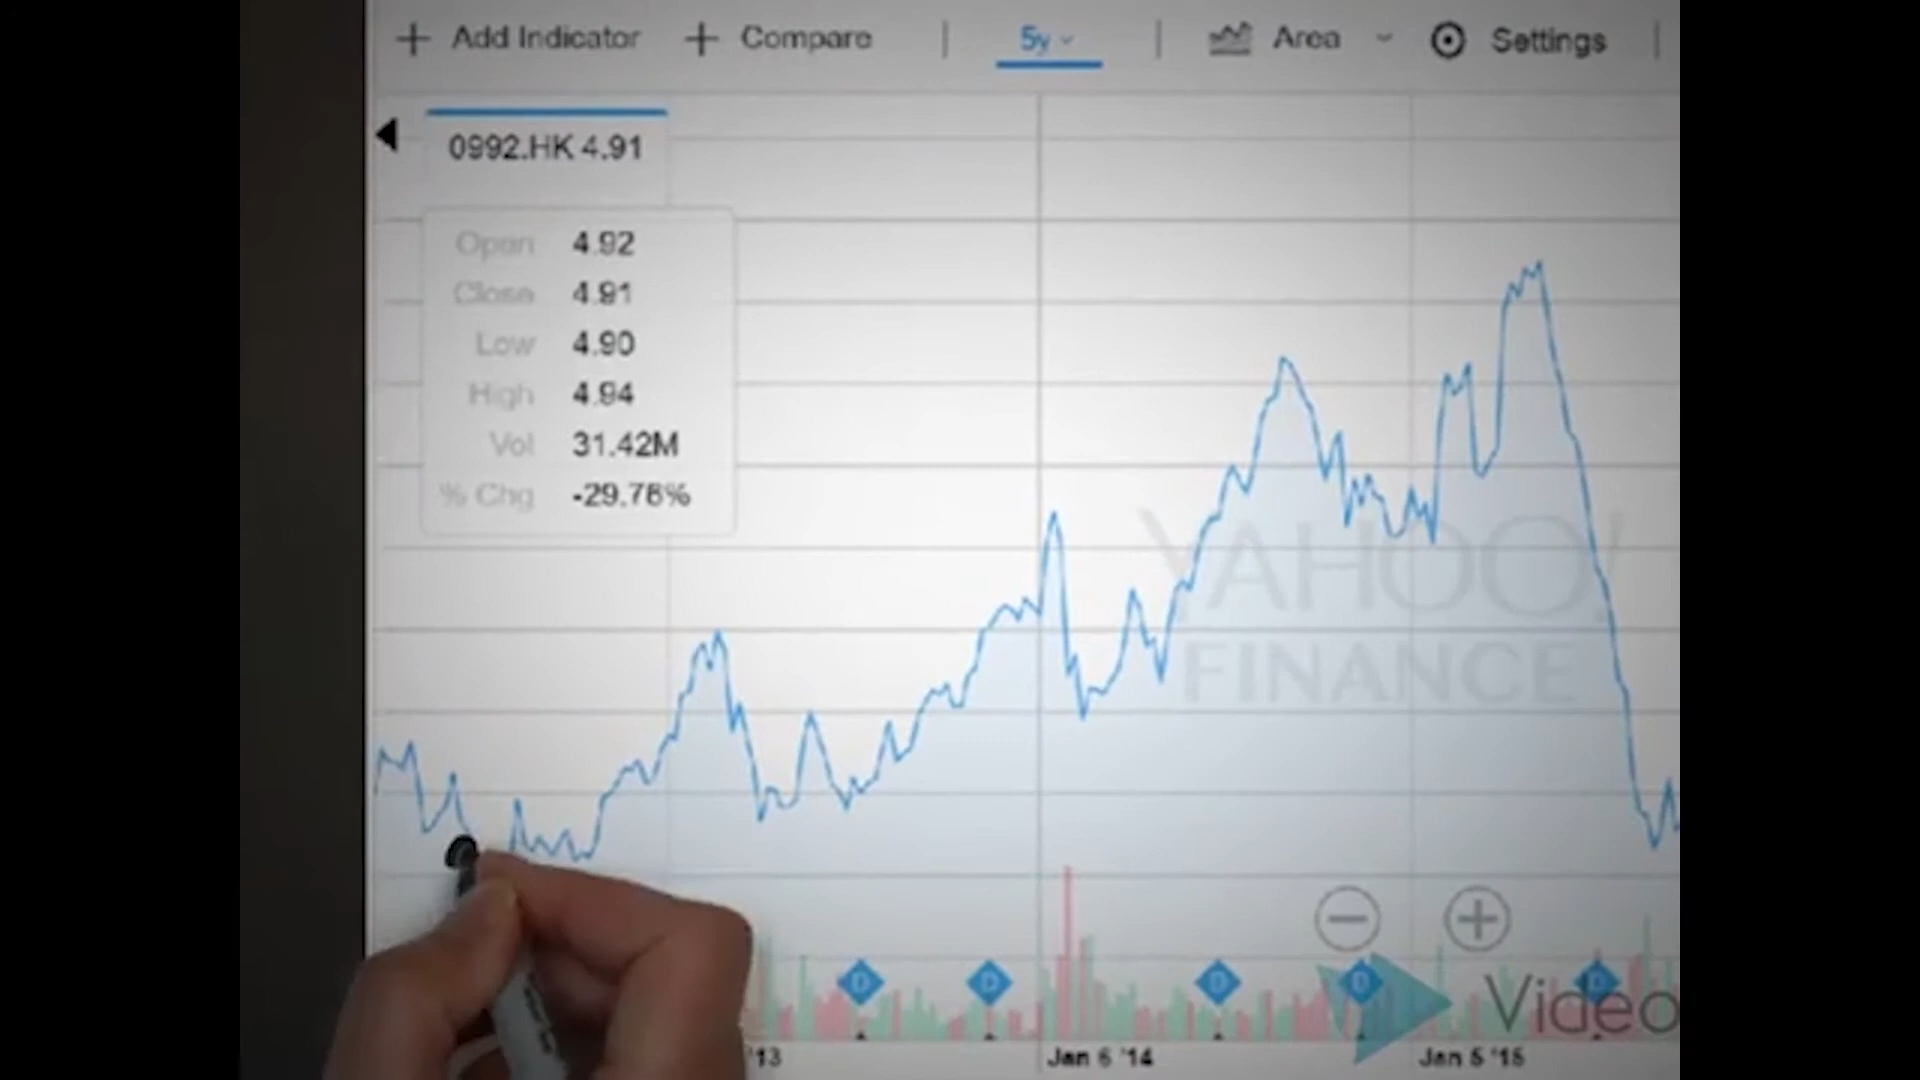 Add Indicator
Compare
5y
Area
Settings
0992.HK 4.91
Open 4.92
Close 4.91
Low 4.90
High 4.94
Vol 31.42M
% Chg -29.76%
YAHOO!
FINANCE
D D D D D
Video
'13
Jan 6 '14
Jan 5 '15